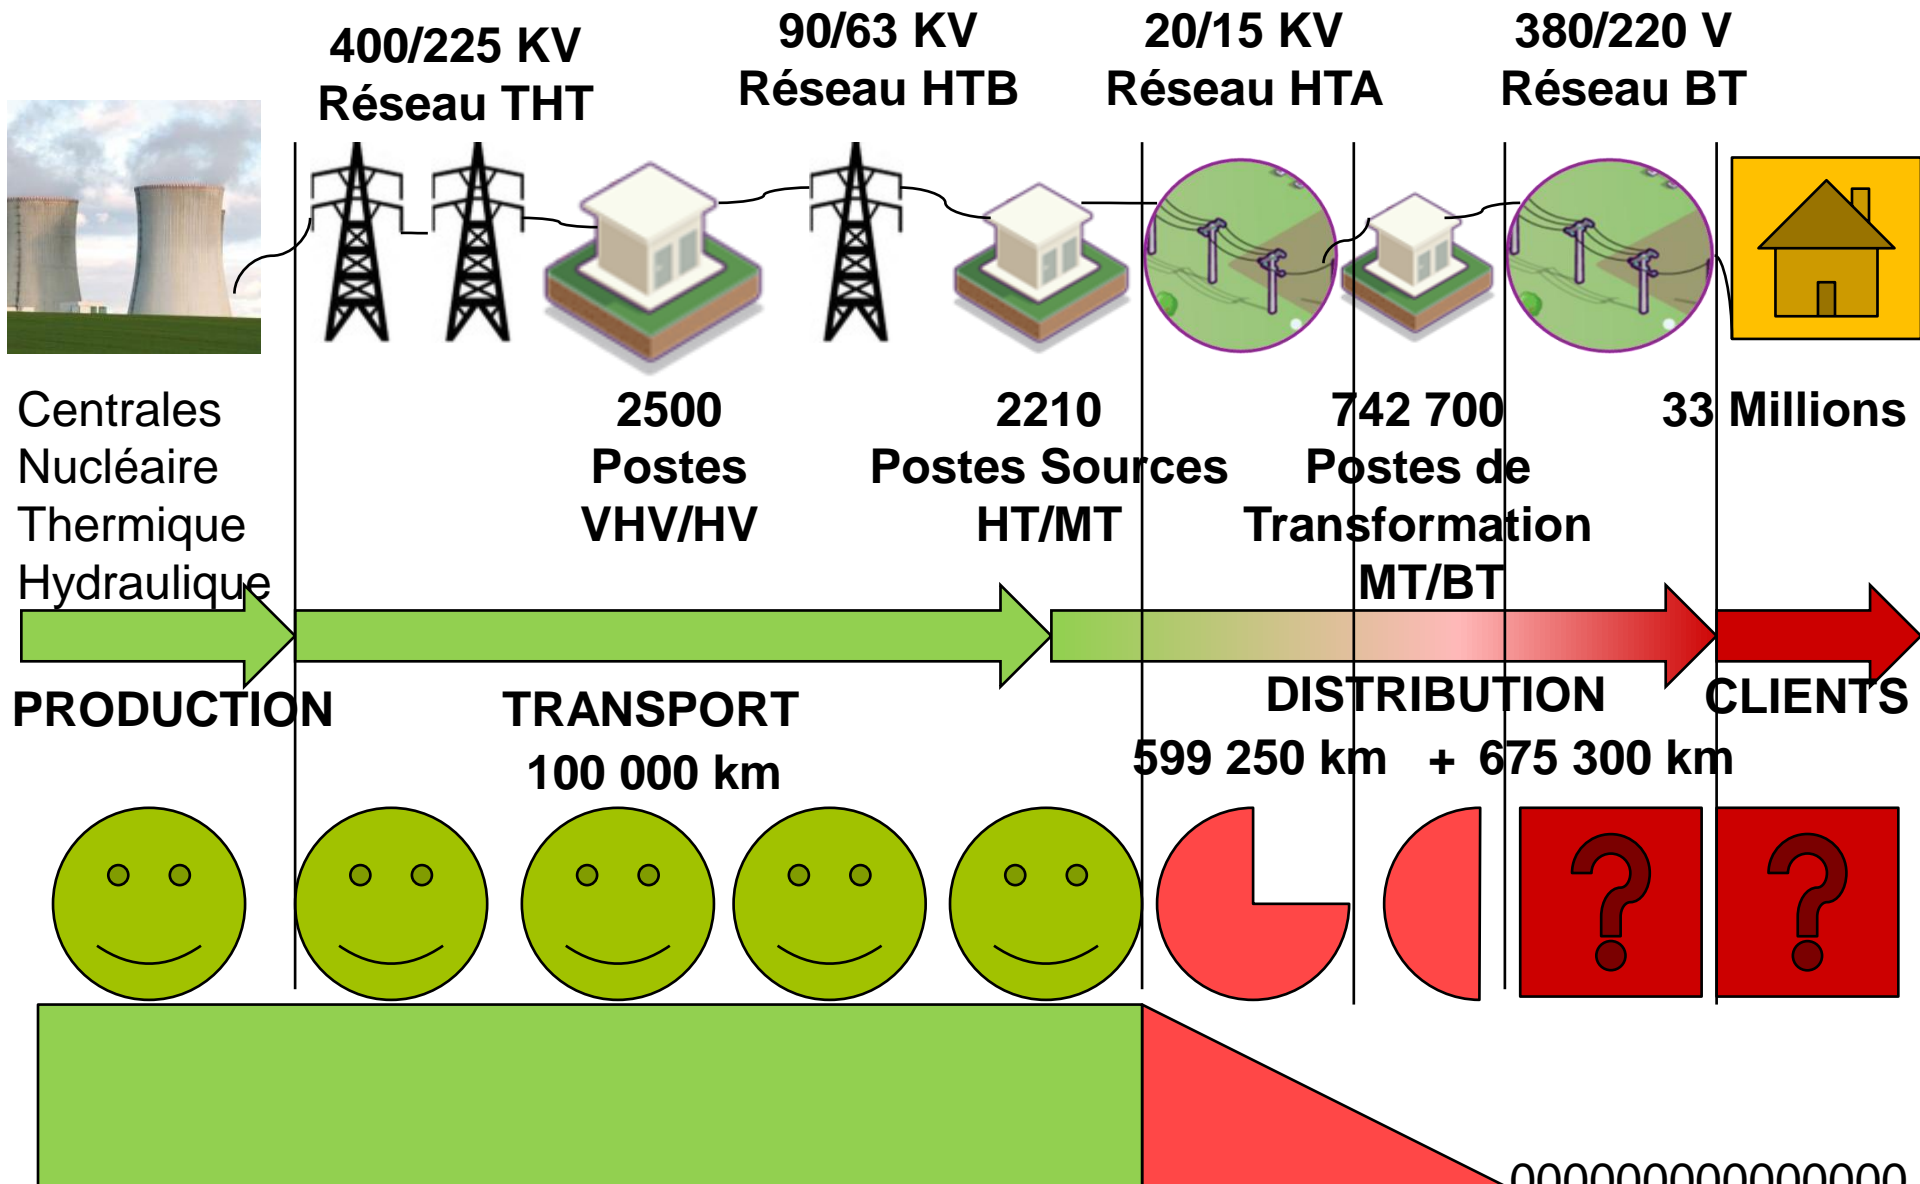 400/225 KV
Réseau THT
90/63 KV
Réseau HTB
20/15 KV
Réseau HTA
380/220 V
Réseau BT
Centrales
Nucléaire
Thermique
Hydraulique
2500
Postes
VHV/HV
2210
Postes Sources
HT/MT
742 700
Postes de
Transformation
MT/BT
33 Millions
PRODUCTION
TRANSPORT
100 000 km
DISTRIBUTION
599 250 km + 675 300 km
CLIENTS
? ?
000000000000000